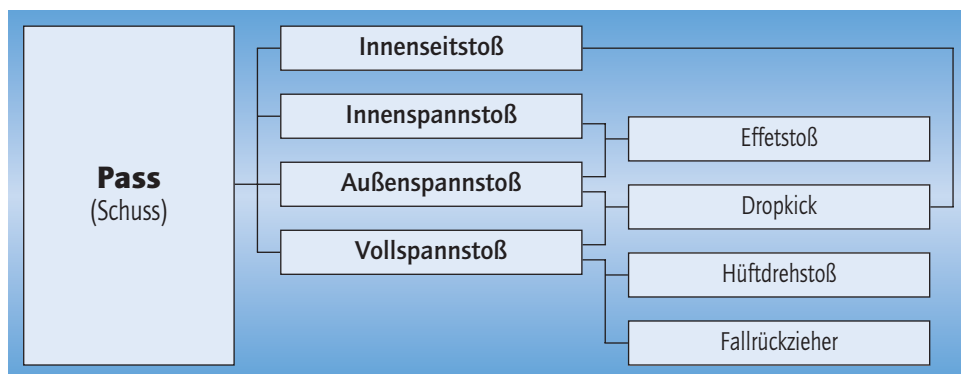 Pass
(Schuss)
Innenseitstoß
Innenspannstoß
Außenspannstoß
Vollspannstoß
Effetstoß
Dropkick
Hüftdrehstoß
Fallrückzieher